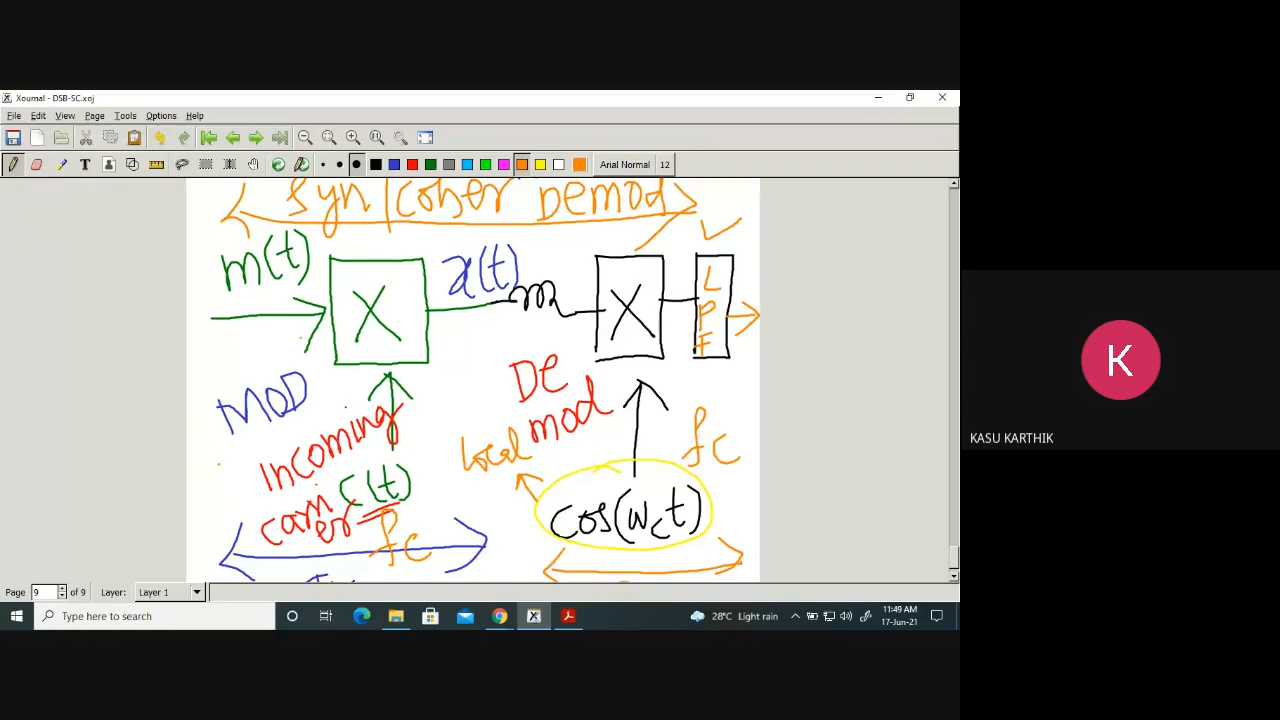 Xournal - DSB-SC.xoj
File Edit View Page Tools Options Help
Arial Normal 12
Syn/Coher Demod
m(t)
X
x(t)
X
LPF
MOD
DE
mod
Incoming
carrier
c(t)
fc
local
fc
cos(wct)
Page 9 of 9 Layer: Layer 1
Type here to search
28°C Light rain
11:49 AM
17-Jun-21
K
KASU KARTHIK